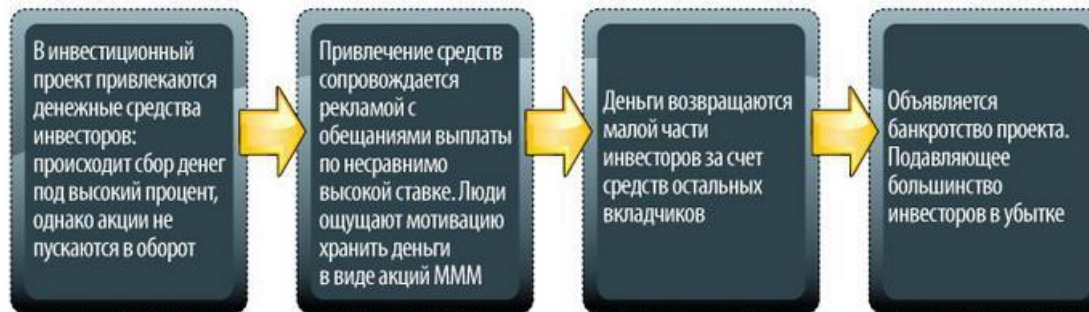 В инвестиционный
проект привлекаются
денежные средства
инвесторов:
происходит сбор денег
под высокий процент,
однако акции не
пускаются в оборот
Привлечение средств
сопровождается
рекламой с
обещаниями выплаты
по несравнимо
высокой ставке. Люди
ощущают мотивацию
хранить деньги
в виде акций МММ
Деньги возвращаются
малой части
инвесторов за счет
средств остальных
вкладчиков
Объявляется
банкротство проекта.
Подавляющее
большинство
инвесторов в убытке